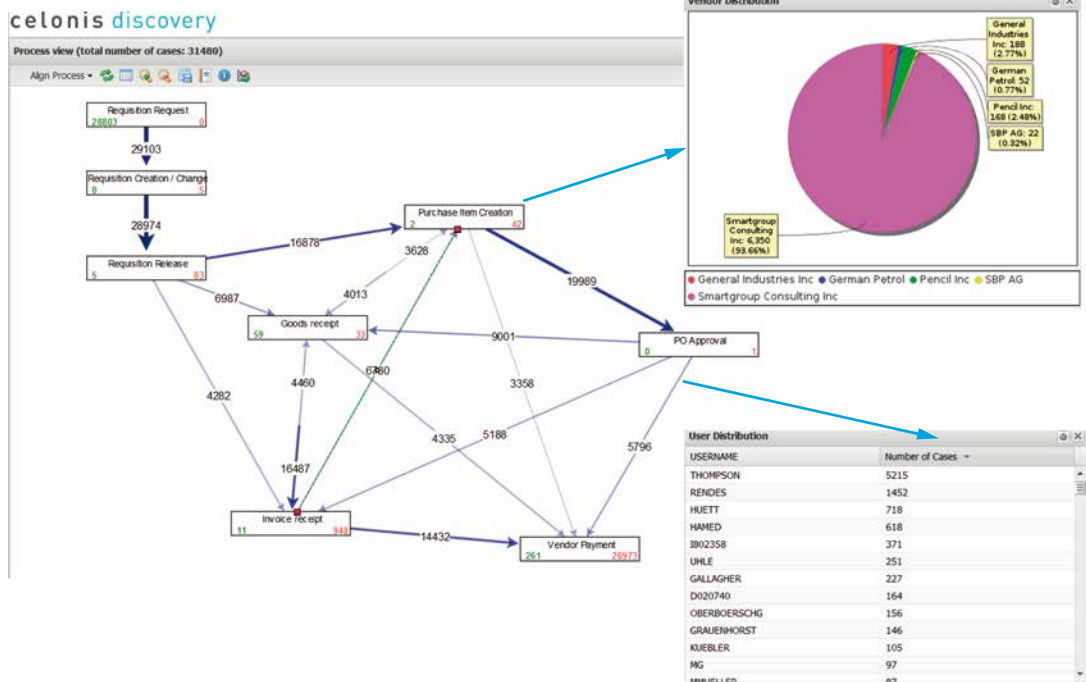 celonis discovery
Process view (total number of cases: 31480)
Align Process
Requisition Request
28803 0
29103
Requisition Creation / Change
0 5
28974
Requisition Release
5 83
16878
Purchase Item Creation
2 42
3628
4013
6987
Goods receipt
59 33
19989
9001
PO Approval
0 1
4282
4460
6780
3358
4335
5188
5796
16487
Invoice receipt
11 948
14432
Vendor Payment
261 26973
Vendor Distribution
General
Industries
Inc: 188
(2.77%)
German
Petrol: 52
(0.77%)
Pencil Inc:
168 (2.48%)
SBP AG: 22
(0.32%)
Smartgroup
Consulting
Inc: 6,350
(93.66%)
General Industries Inc German Petrol Pencil Inc SBP AG
Smartgroup Consulting Inc
User Distribution
USERNAME Number of Cases
THOMPSON 5215
RENDES 1452
HUETT 718
HAMED 618
IB02358 371
UHLE 251
GALLAGHER 227
D020740 164
OBERBOERSCHG 156
GRAUENHORST 146
KUEBLER 105
MG 97